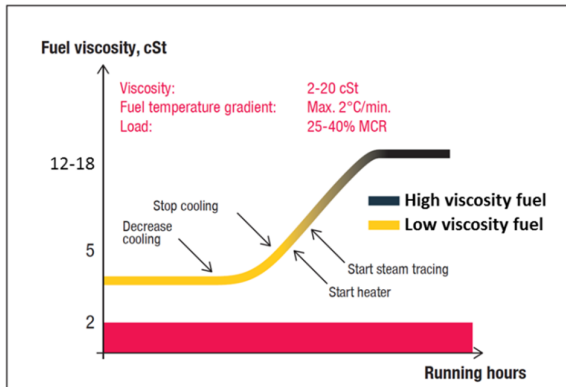 Fuel viscosity, cSt
Viscosity: 2-20 cSt
Fuel temperature gradient: Max. 2°C/min.
Load: 25-40% MCR
12-18
High viscosity fuel
Low viscosity fuel
Stop cooling
Decrease
cooling
5
Start steam tracing
Start heater
2
Running hours